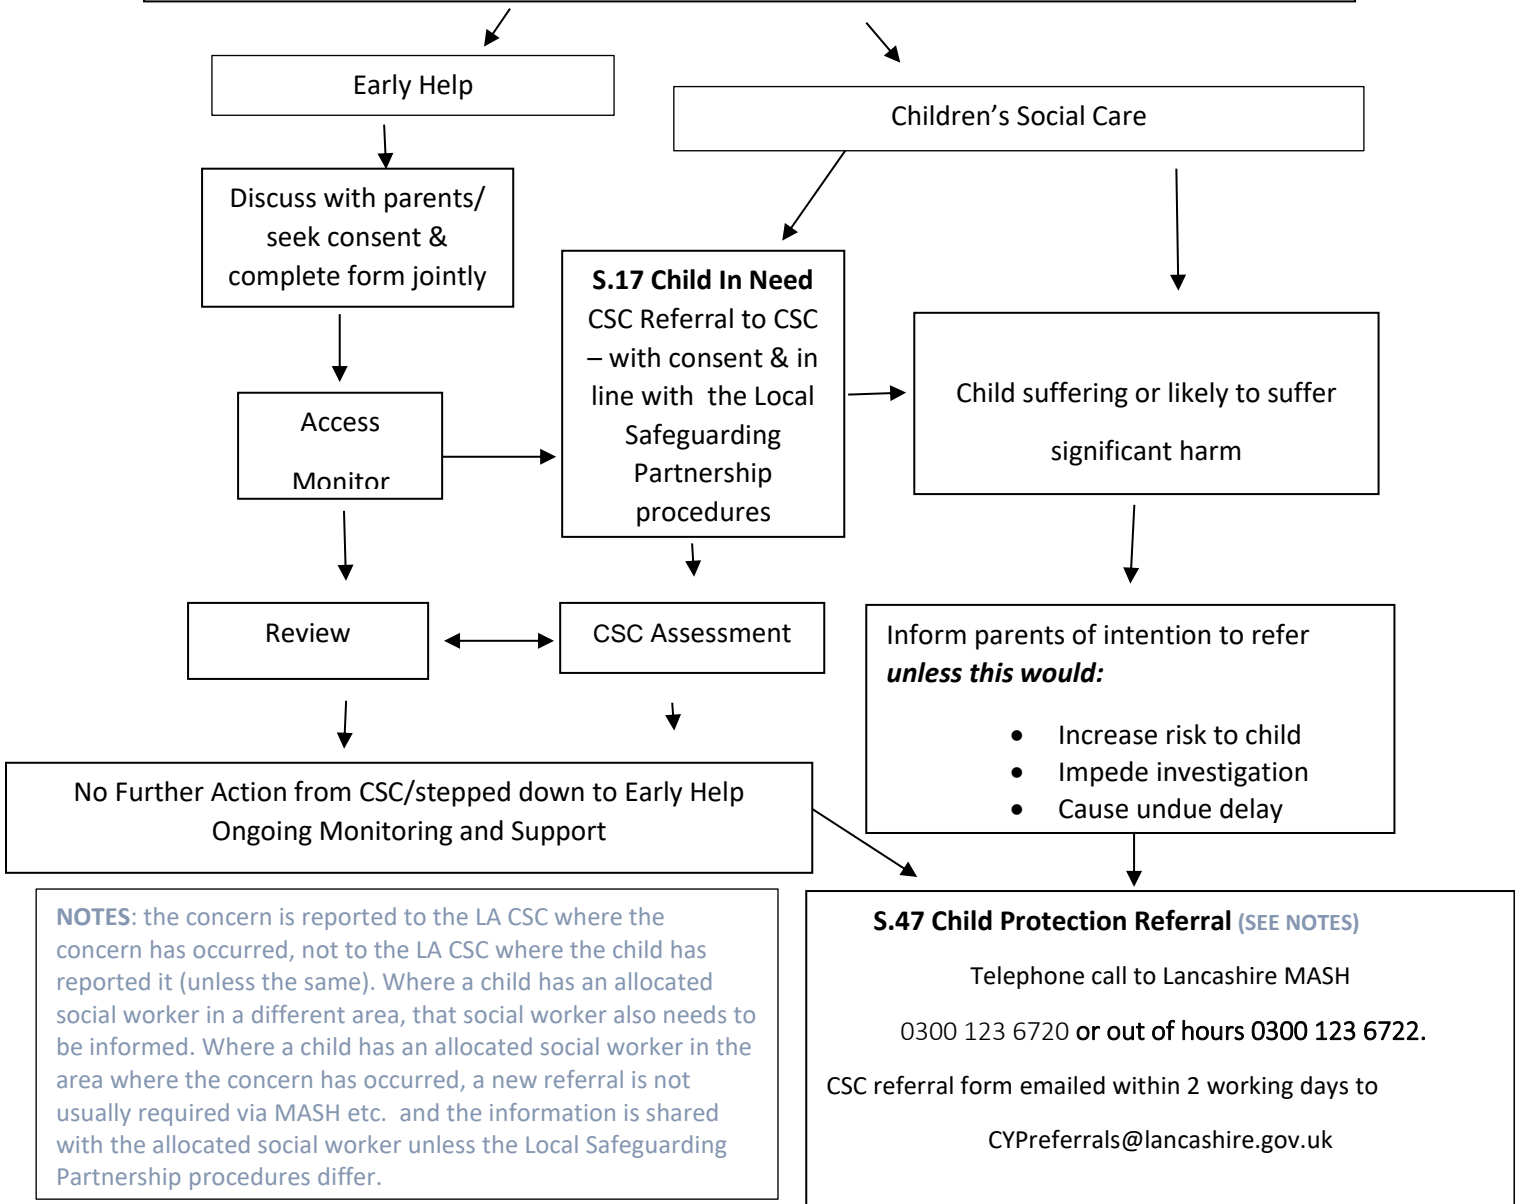 Early Help
Children’s Social Care
Discuss with parents/
seek consent &
complete form jointly
S.17 Child In Need
CSC Referral to CSC
– with consent & in
line with  the Local
Safeguarding
Partnership
procedures
Child suffering or likely to suffer
significant harm
Access
Monitor
Review
CSC Assessment
Inform parents of intention to refer
unless this would:
• Increase risk to child
• Impede investigation
• Cause undue delay
No Further Action from CSC/stepped down to Early Help
Ongoing Monitoring and Support
NOTES: the concern is reported to the LA CSC where the
concern has occurred, not to the LA CSC where the child has
reported it (unless the same). Where a child has an allocated
social worker in a different area, that social worker also needs to
be informed. Where a child has an allocated social worker in the
area where the concern has occurred, a new referral is not
usually required via MASH etc.  and the information is shared
with the allocated social worker unless the Local Safeguarding
Partnership procedures differ.
S.47 Child Protection Referral (SEE NOTES)
Telephone call to Lancashire MASH
0300 123 6720 or out of hours 0300 123 6722.
CSC referral form emailed within 2 working days to
CYPreferrals@lancashire.gov.uk